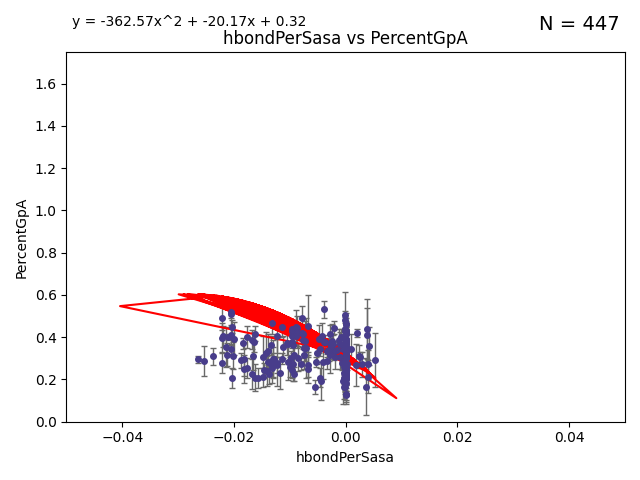 y = -362.57x^2 + -20.17x + 0.32
N = 447
hbondPerSasa vs PercentGpA
PercentGpA
1.6
1.4
1.2
1.0
0.8
0.6
0.4
0.2
0.0
−0.04
−0.02
0.00
0.02
0.04
hbondPerSasa